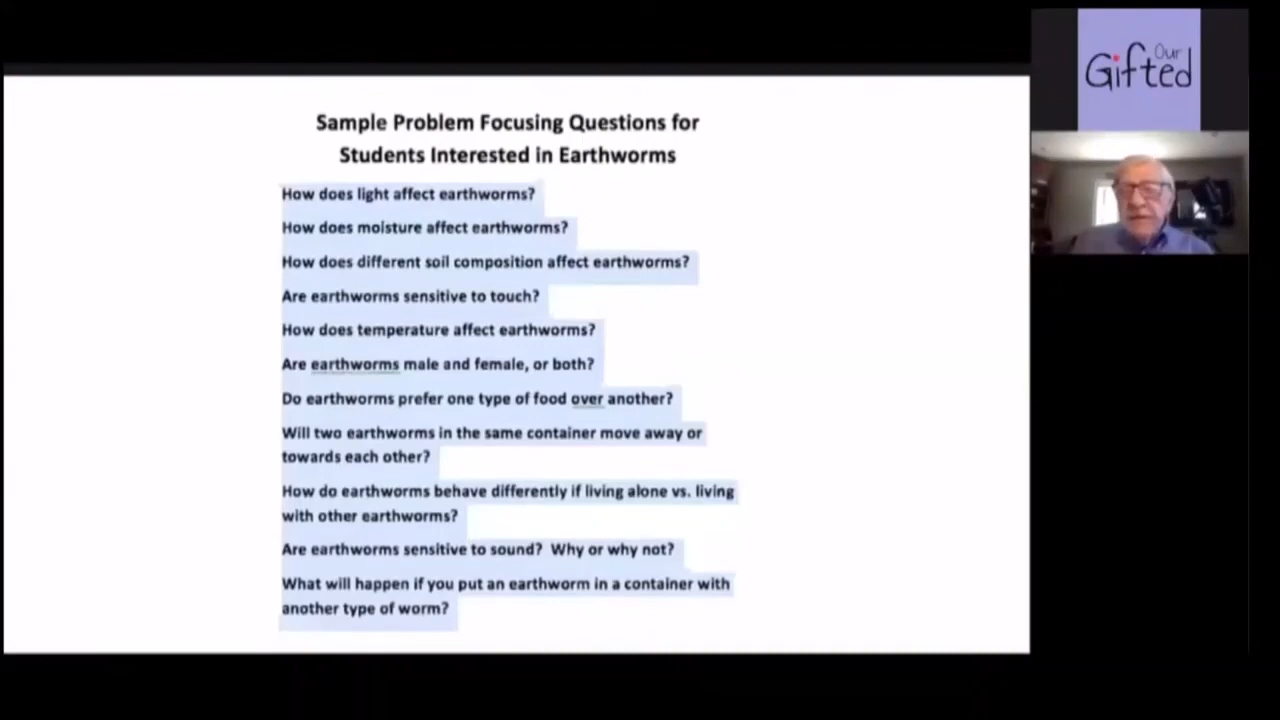 Sample Problem Focusing Questions for
Students Interested in Earthworms
How does light affect earthworms?
How does moisture affect earthworms?
How does different soil composition affect earthworms?
Are earthworms sensitive to touch?
How does temperature affect earthworms?
Are earthworms male and female, or both?
Do earthworms prefer one type of food over another?
Will two earthworms in the same container move away or
towards each other?
How do earthworms behave differently if living alone vs. living
with other earthworms?
Are earthworms sensitive to sound?  Why or why not?
What will happen if you put an earthworm in a container with
another type of worm?
Our
Gifted